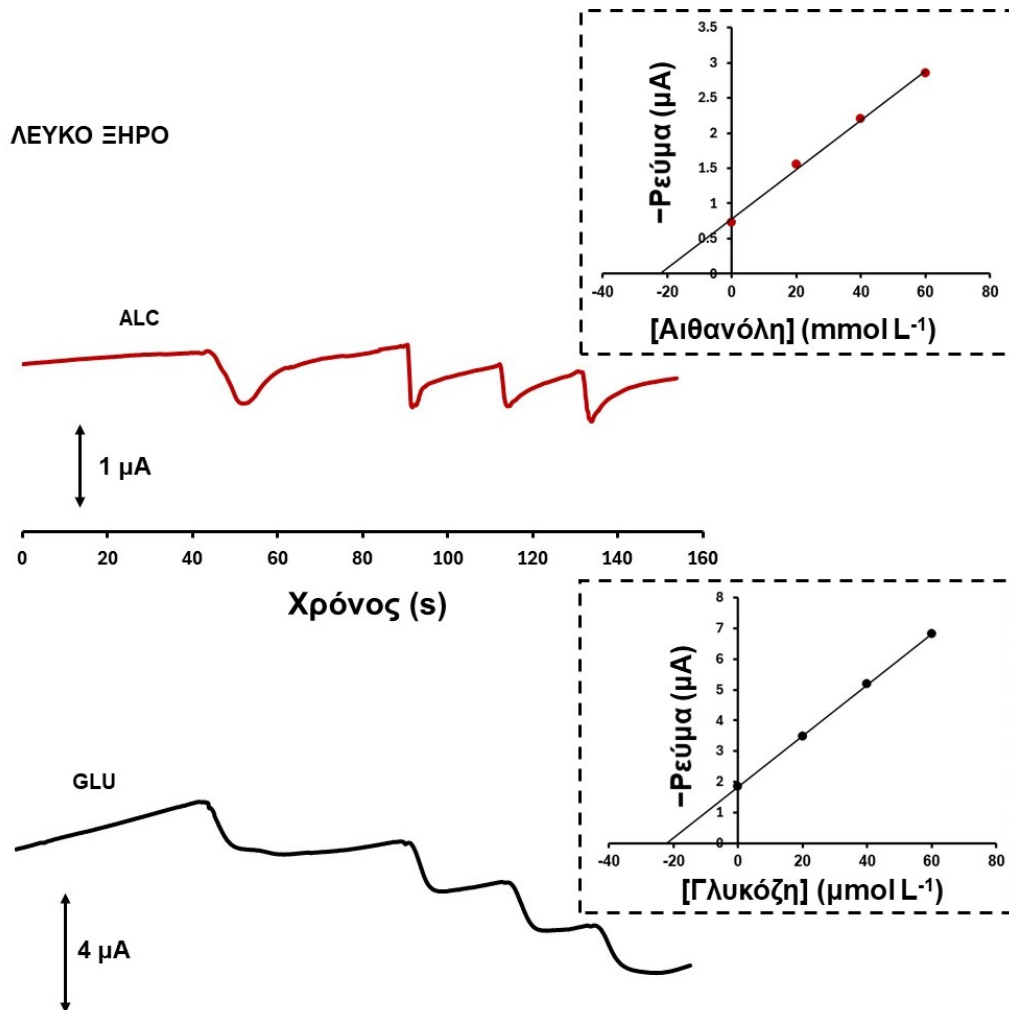 ΛΕΥΚΟ ΞΗΡΟ
–Ρεύμα (μA)
3.5
3
2.5
2
1.5
1
0.5
0
-40 -20 0 20 40 60 80
[Αιθανόλη] (mmol L-1)
ALC
1 μA
0 20 40 60 80 100 120 140 160
Χρόνος (s)
–Ρεύμα (μA)
8
7
6
5
4
3
2
1
0
-40 -20 0 20 40 60 80
[Γλυκόζη] (μmol L-1)
GLU
4 μA